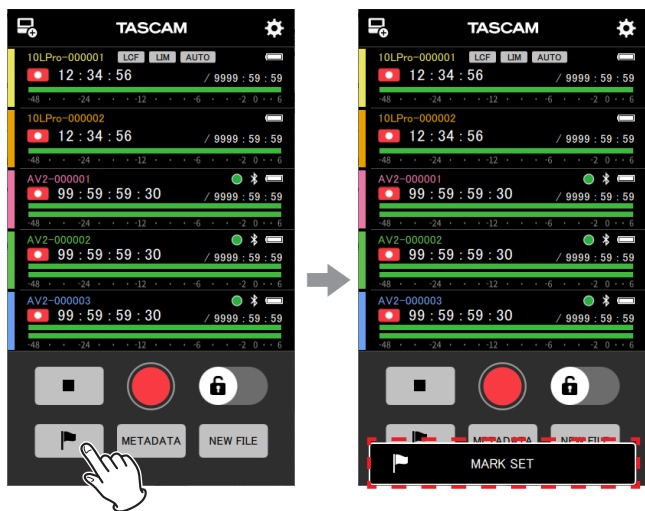 TASCAM
10LPro-000001 LCF LIM AUTO
12 : 34 : 56 / 9999 : 59 : 59
-48 · · -24 · · · -12 · · · -6 · · -2 0 · · 6
10LPro-000002
12 : 34 : 56 / 9999 : 59 : 59
-48 · · -24 · · · -12 · · · -6 · · -2 0 · · 6
AV2-000001
99 : 59 : 59 : 30 / 9999 : 59 : 59
-48 · · -24 · · · -12 · · · -6 · · -2 0 · · 6
AV2-000002
99 : 59 : 59 : 30 / 9999 : 59 : 59
-48 · · -24 · · · -12 · · · -6 · · -2 0 · · 6
AV2-000003
99 : 59 : 59 : 30 / 9999 : 59 : 59
-48 · · -24 · · · -12 · · · -6 · · -2 0 · · 6
METADATA NEW FILE
TASCAM
10LPro-000001 LCF LIM AUTO
12 : 34 : 56 / 9999 : 59 : 59
-48 · · -24 · · · -12 · · · -6 · · -2 0 · · 6
10LPro-000002
12 : 34 : 56 / 9999 : 59 : 59
-48 · · -24 · · · -12 · · · -6 · · -2 0 · · 6
AV2-000001
99 : 59 : 59 : 30 / 9999 : 59 : 59
-48 · · -24 · · · -12 · · · -6 · · -2 0 · · 6
AV2-000002
99 : 59 : 59 : 30 / 9999 : 59 : 59
-48 · · -24 · · · -12 · · · -6 · · -2 0 · · 6
AV2-000003
99 : 59 : 59 : 30 / 9999 : 59 : 59
-48 · · -24 · · · -12 · · · -6 · · -2 0 · · 6
METADATA NEW FILE
MARK SET